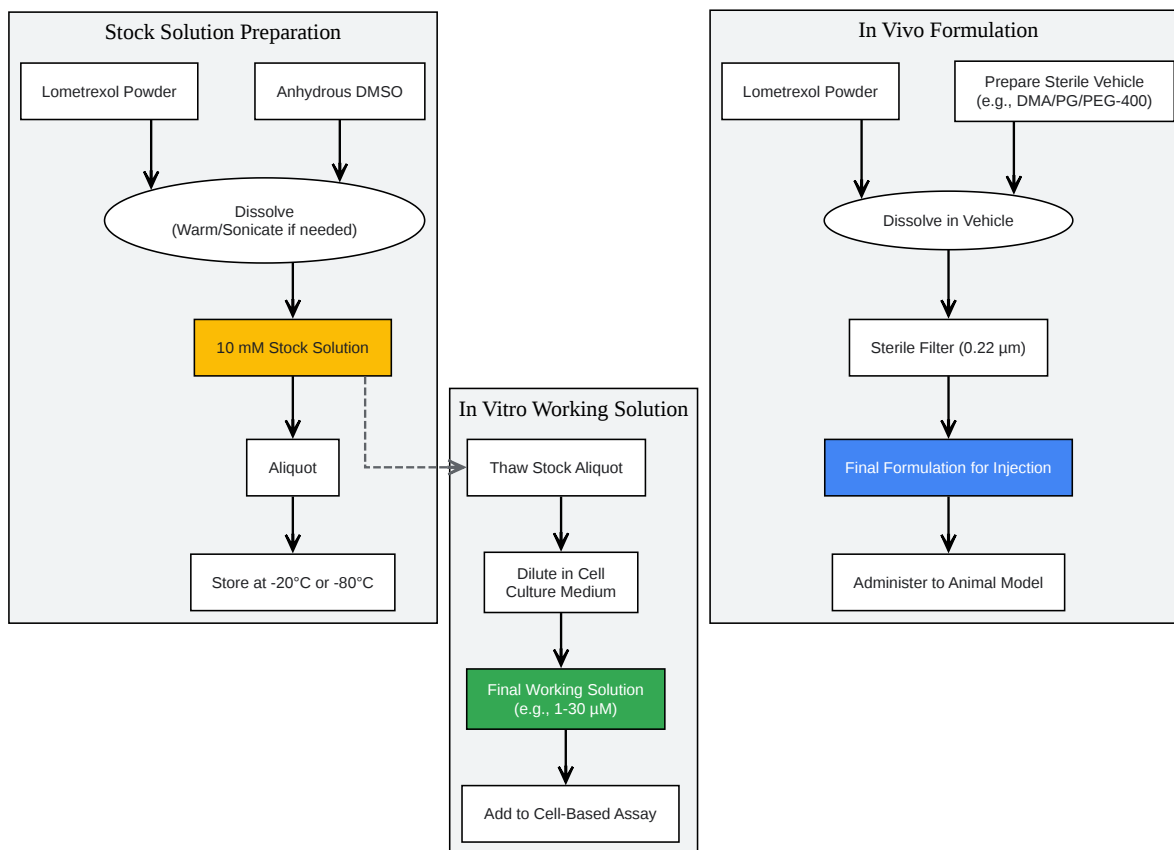 Stock Solution Preparation
Lometrexol Powder
Anhydrous DMSO
Dissolve
(Warm/Sonicate if needed)
10 mM Stock Solution
Aliquot
Store at -20°C or -80°C
In Vitro Working Solution
Thaw Stock Aliquot
Dilute in Cell
Culture Medium
Final Working Solution
(e.g., 1-30 µM)
Add to Cell-Based Assay
In Vivo Formulation
Lometrexol Powder
Prepare Sterile Vehicle
(e.g., DMA/PG/PEG-400)
Dissolve in Vehicle
Sterile Filter (0.22 µm)
Final Formulation for Injection
Administer to Animal Model